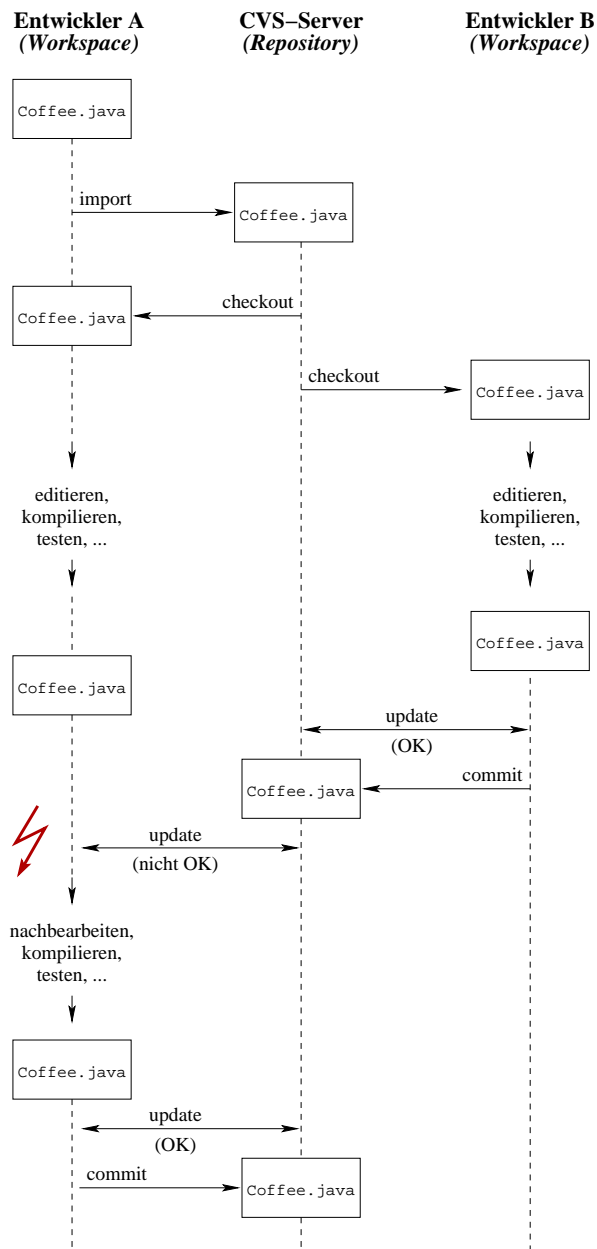 Entwickler A
(Workspace)
CVS–Server
(Repository)
Entwickler B
(Workspace)
Coffee.java
import
Coffee.java
Coffee.java
checkout
checkout
Coffee.java
editieren,
kompilieren,
testen, ...
editieren,
kompilieren,
testen, ...
Coffee.java
Coffee.java
update
(OK)
Coffee.java
commit
update
(nicht OK)
nachbearbeiten,
kompilieren,
testen, ...
Coffee.java
update
(OK)
commit
Coffee.java